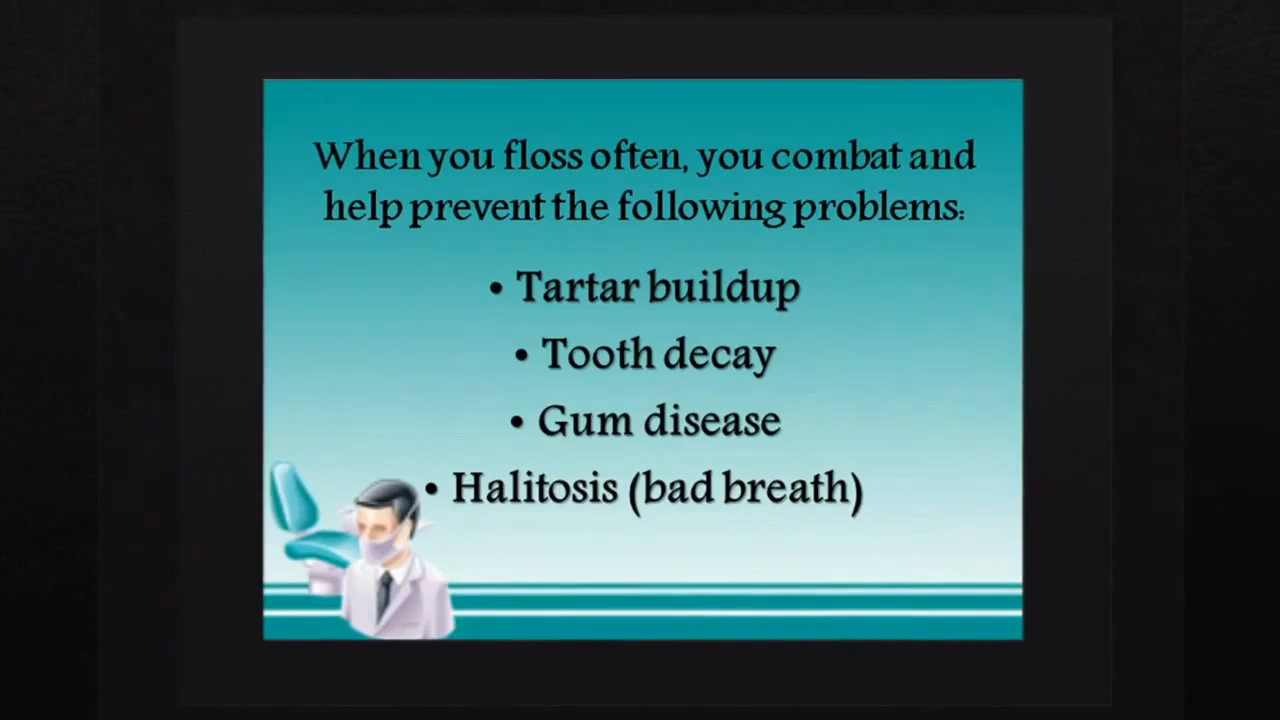 When you floss often, you combat and
help prevent the following problems:
• Tartar buildup
• Tooth decay
• Gum disease
• Halitosis (bad breath)